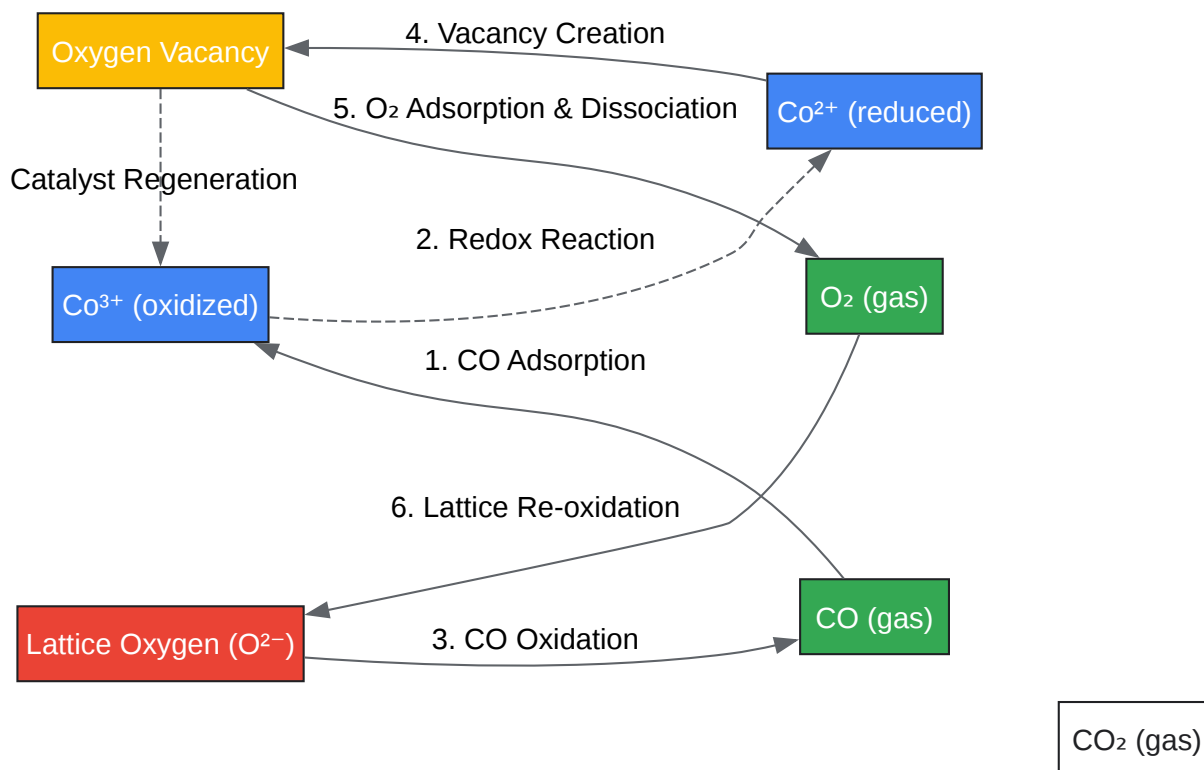 4. Vacancy Creation
Oxygen Vacancy
Co²⁺ (reduced)
5. O₂ Adsorption & Dissociation
Catalyst Regeneration
2. Redox Reaction
Co³⁺ (oxidized)
O₂ (gas)
1. CO Adsorption
6. Lattice Re-oxidation
CO (gas)
Lattice Oxygen (O²⁻)
3. CO Oxidation
CO₂ (gas)